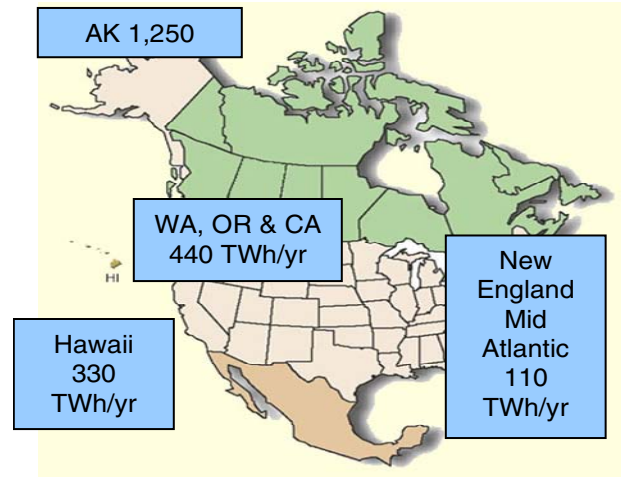 AK 1,250
WA, OR & CA
440 TWh/yr
HI
New
England
Mid
Atlantic
110
TWh/yr
Hawaii
330
TWh/yr